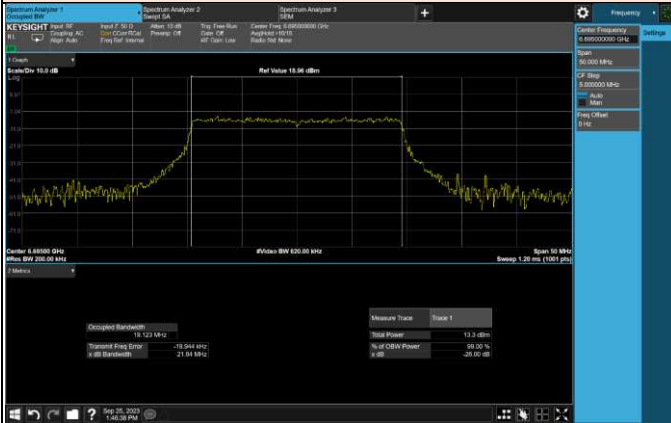 Spectrum Analyzer 1
Occupied BW
Spectrum Analyzer 2
Swept SA
Spectrum Analyzer 3
SEM
+
Frequency
KEYSIGHT
Input: RF
Coupling: AC
Align: Auto
Input Z: 50 Ω
Corr CCorr RCal
Freq Ref: Internal
Atten: 10 dB
Preamp: Off
Trig: Free Run
Gate: Off
#IF Gain: Low
Center Freq: 6.695000000 GHz
Avg|Hold:>10/10
Radio Std: None
Center Frequency
6.695000000 GHz
Settings
Span
50.000 MHz
CF Step
5.000000 MHz
Auto
Man
Freq Offset
0 Hz
1 Graph
Scale/Div 10.0 dB
Ref Value 18.96 dBm
Log
Center 6.69500 GHz
#Res BW 200.00 kHz
#Video BW 620.00 kHz
Span 50 MHz
Sweep 1.20 ms (1001 pts)
2 Metrics
Occupied Bandwidth
19.123 MHz
Transmit Freq Error
-19.944 kHz
x dB Bandwidth
21.04 MHz
Measure Trace
Trace 1
Total Power
13.3 dBm
% of OBW Power
99.00 %
x dB
-26.00 dB
?
Sep 25, 2023
1:46:38 PM